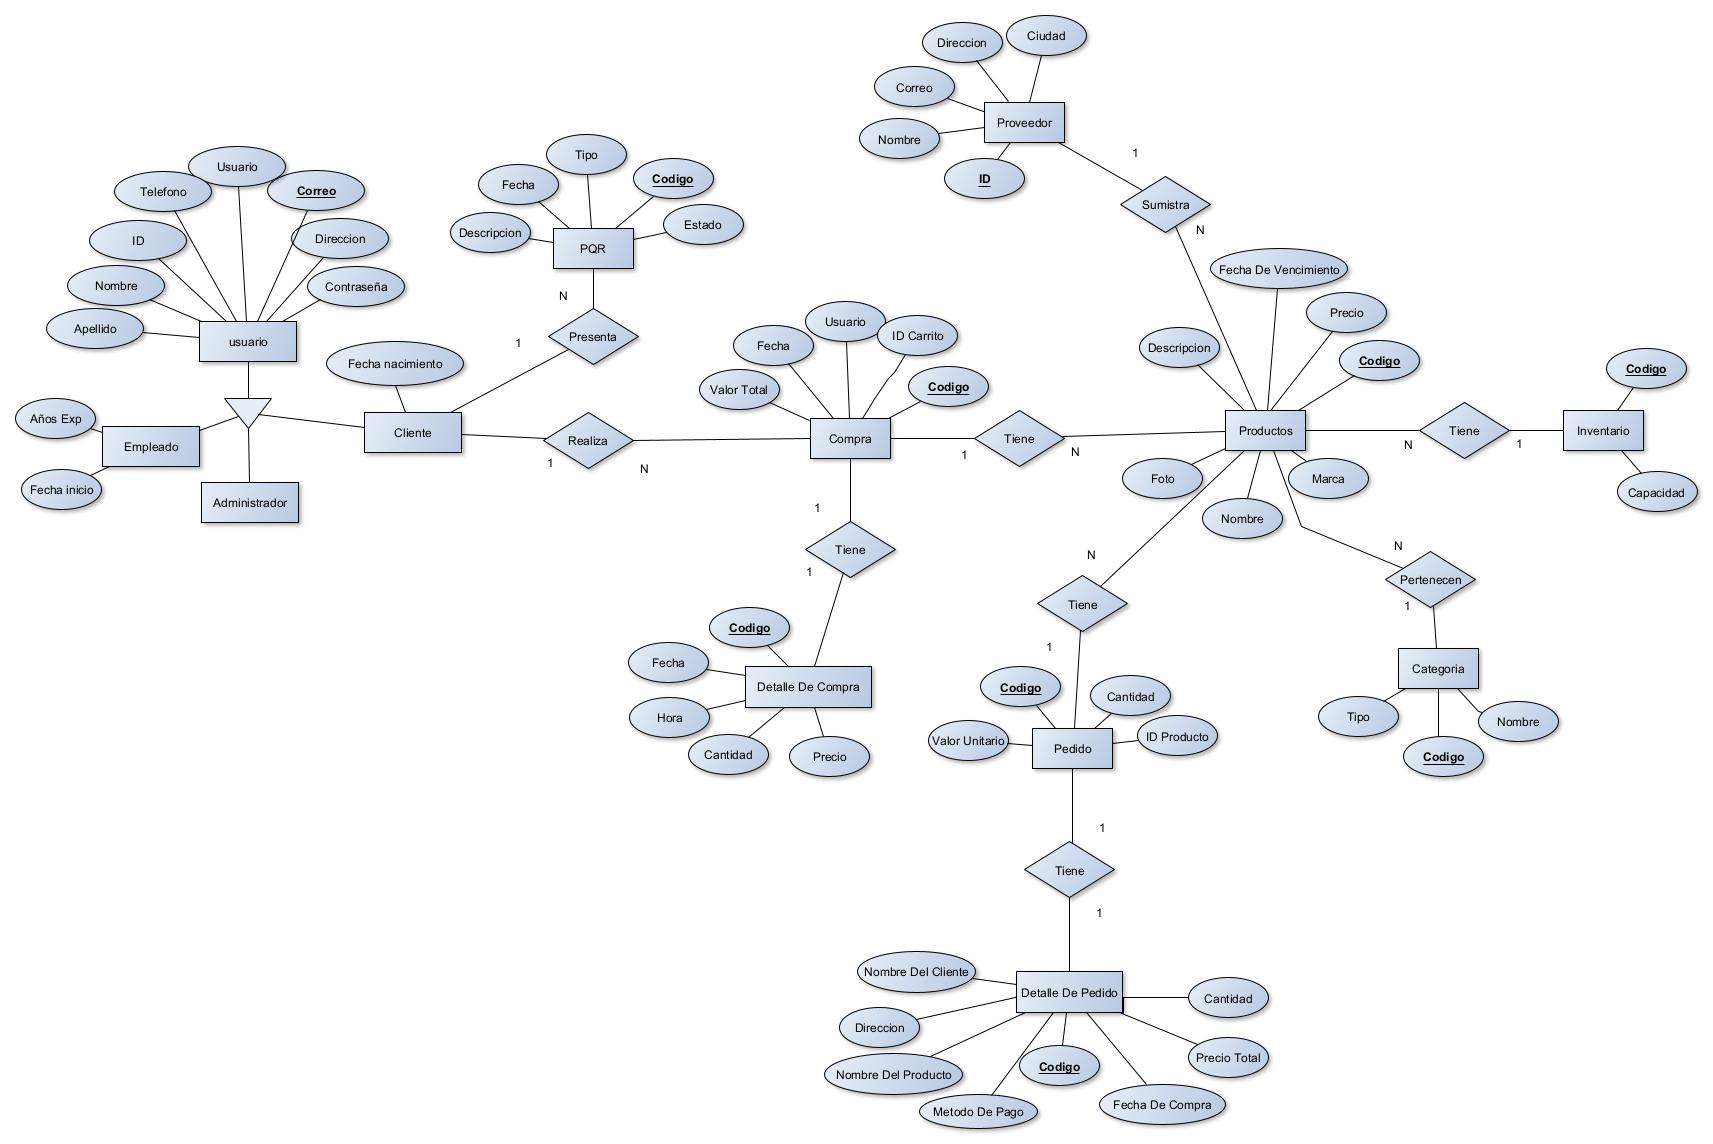 Ciudad
Direccion
Correo
Proveedor
Nombre
ID
1
Sumistra
N
Usuario
Telefono
Correo
ID
Direccion
Nombre
Contraseña
Apellido
usuario
Tipo
Fecha
Codigo
Descripcion
Estado
PQR
N
Presenta
1
Fecha nacimiento
Años Exp
Empleado
Cliente
Fecha inicio
Administrador
Realiza
1
N
Usuario
Fecha
ID Carrito
Valor Total
Codigo
Compra
Tiene
1
N
Fecha De Vencimiento
Precio
Descripcion
Codigo
Productos
Foto
Marca
Nombre
Tiene
N
1
Codigo
Inventario
Capacidad
1
Tiene
1
Codigo
Fecha
Detalle De Compra
Hora
Cantidad
Precio
N
Tiene
1
N
Pertenecen
1
Categoria
Tipo
Nombre
Codigo
Codigo
Cantidad
Valor Unitario
ID Producto
Pedido
1
Tiene
1
Nombre Del Cliente
Detalle De Pedido
Cantidad
Direccion
Precio Total
Nombre Del Producto
Codigo
Metodo De Pago
Fecha De Compra